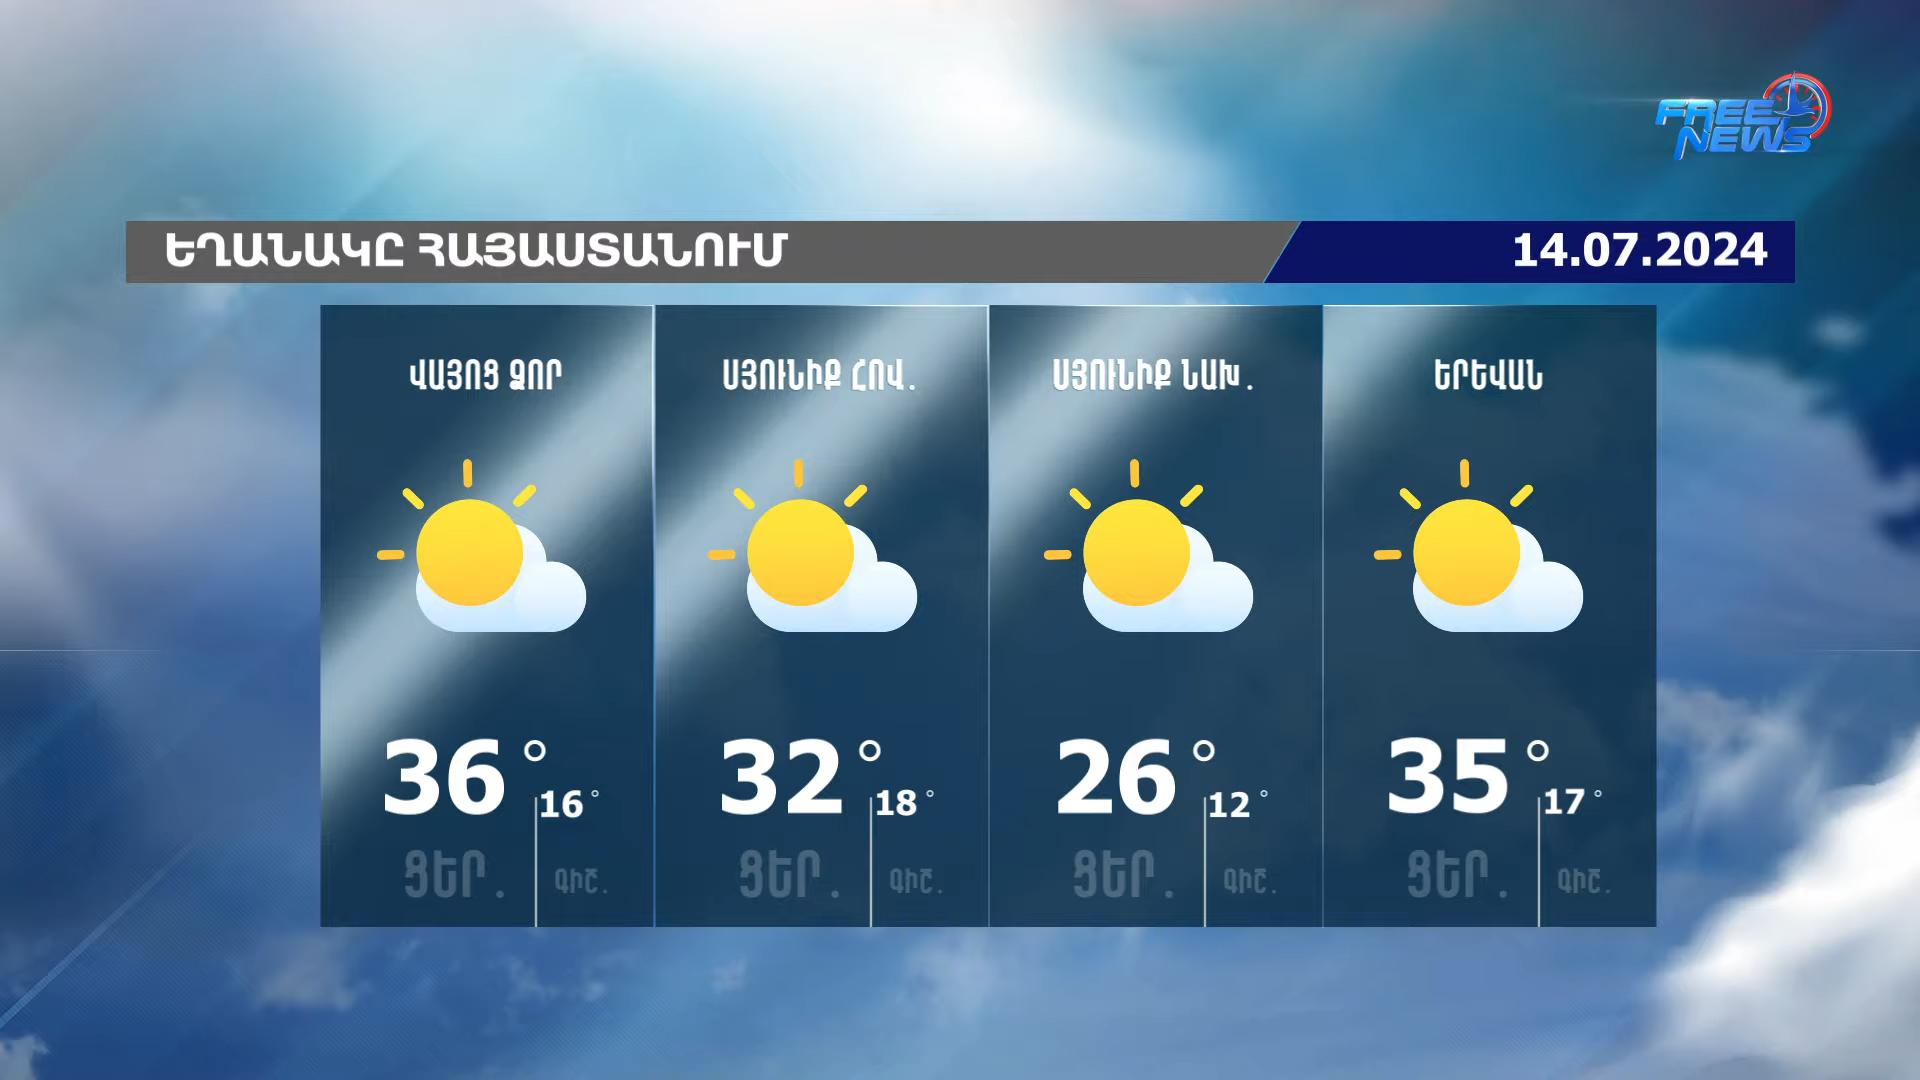 FREE
NEWS
ԵՂԱՆԱԿԸ ՀԱՅԱՍՏԱՆՈՒՄ
14.07.2024
ՎԱՅՈՑ ՁՈՐ
ՍՅՈՒՆԻՔ ՀՈՎ.
ՍՅՈՒՆԻՔ ՆԱԽ.
ԵՐԵՎԱՆ
36° 16°
32° 18°
26° 12°
35° 17°
ՑԵՐ. ԳԻՇ.
ՑԵՐ. ԳԻՇ.
ՑԵՐ. ԳԻՇ.
ՑԵՐ. ԳԻՇ.